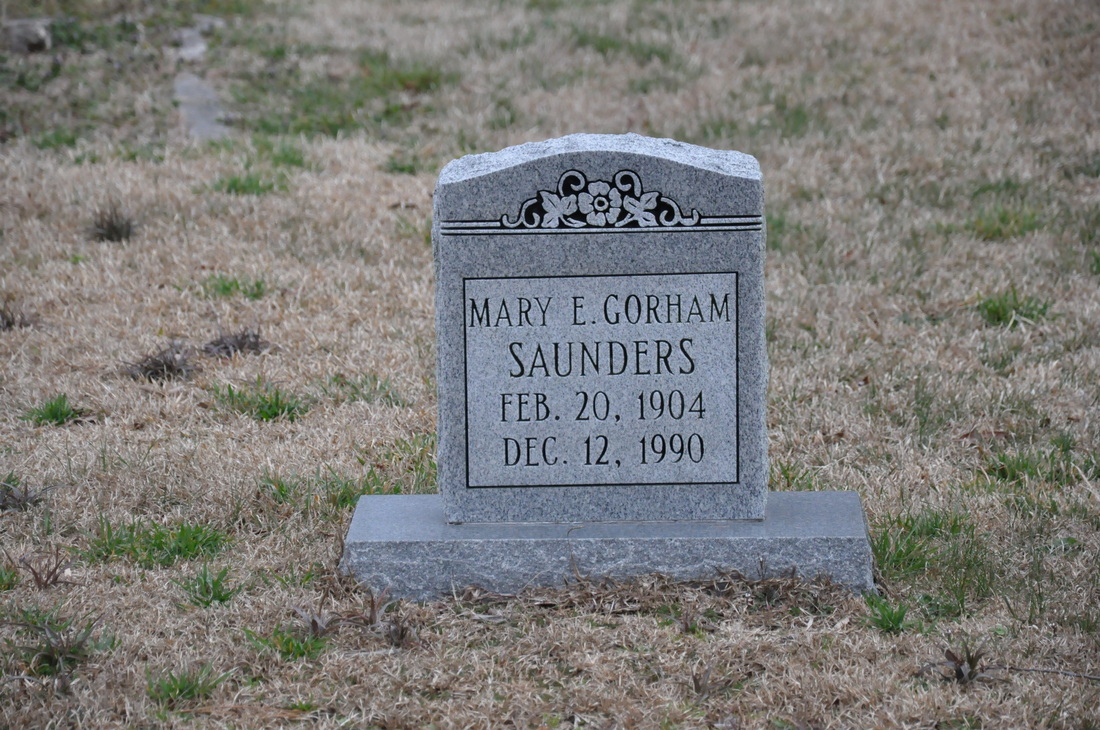 MARY E. GORHAM
SAUNDERS
FEB. 20, 1904
DEC. 12, 1990